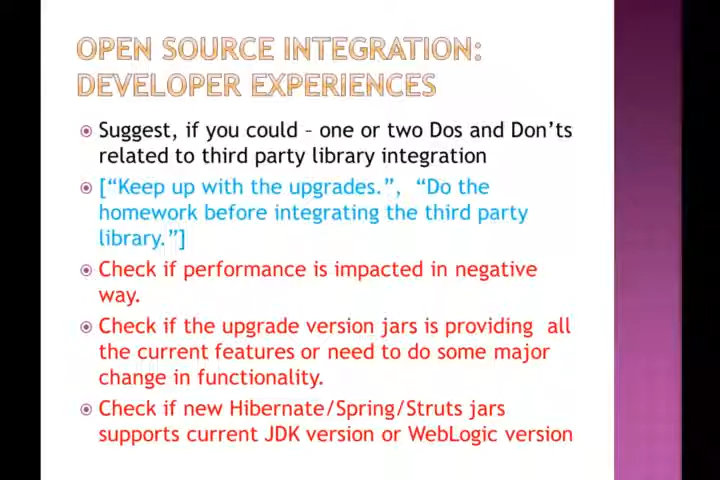 OPEN SOURCE INTEGRATION:
DEVELOPER EXPERIENCES
Suggest, if you could – one or two Dos and Don'ts
related to third party library integration
[“Keep up with the upgrades.”, “Do the
homework before integrating the third party
library.”]
Check if performance is impacted in negative
way.
Check if the upgrade version jars is providing all
the current features or need to do some major
change in functionality.
Check if new Hibernate/Spring/Struts jars
supports current JDK version or WebLogic version